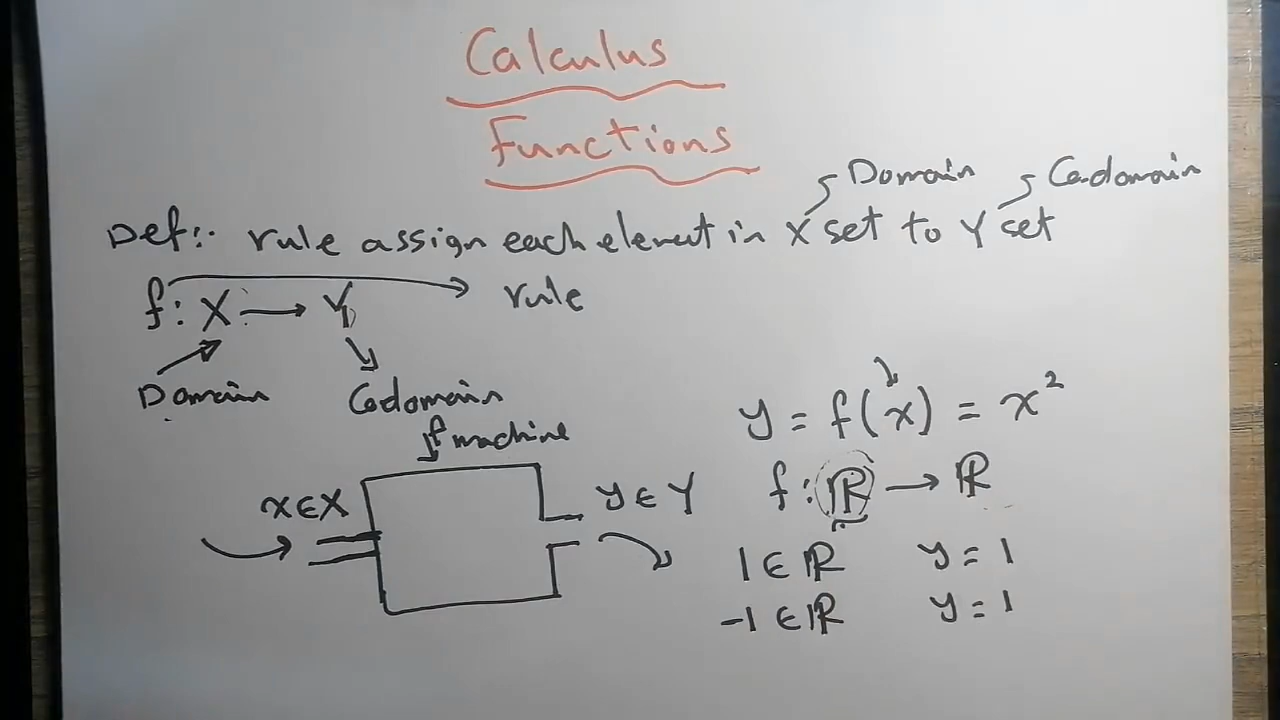 Calculus
Functions
Domain Codomain
Def:- rule assign each element in X set to Y set
f: X → Y → rule
Domain Codomain
f machine
x∈X y∈Y
y = f(x) = x²
f: ℝ → ℝ
1 ∈ ℝ y = 1
-1 ∈ ℝ y = 1